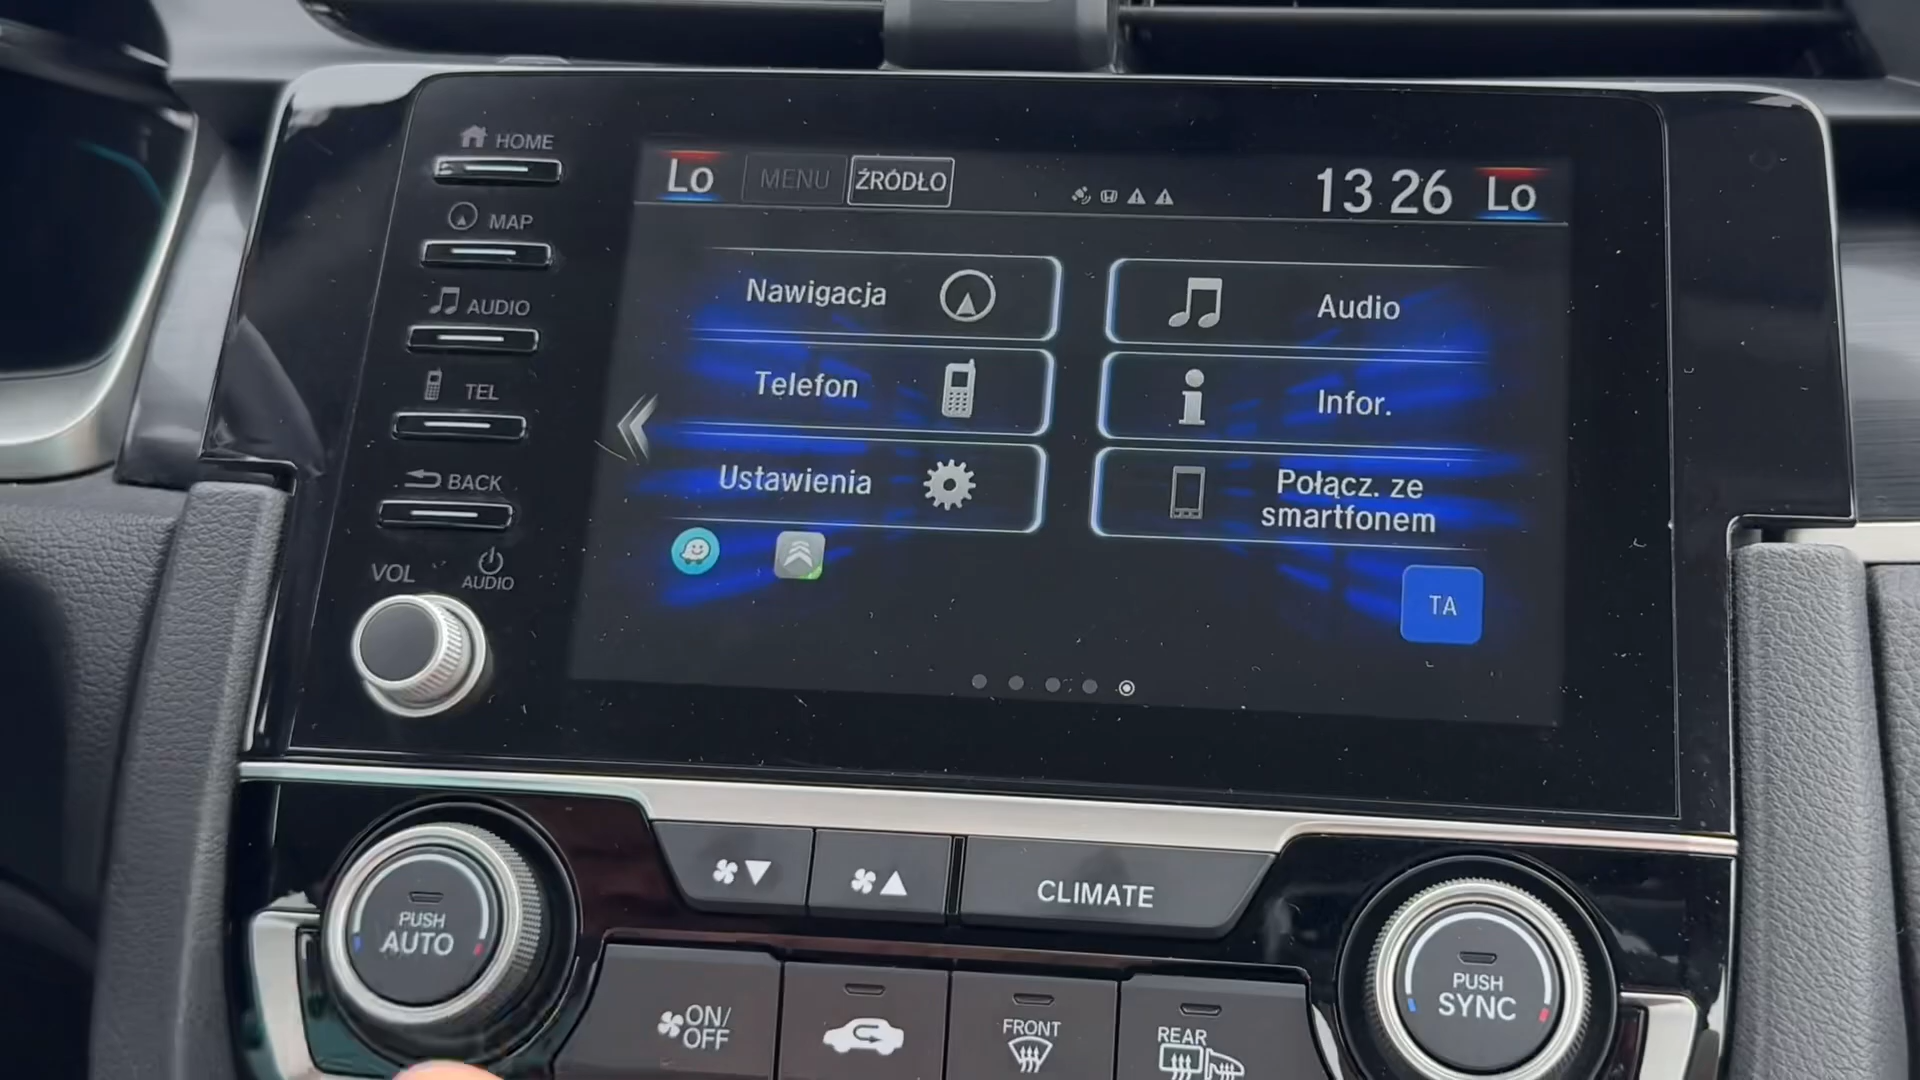 HOME
MAP
AUDIO
TEL
BACK
VOL
AUDIO
Lo
MENU
ŹRÓDŁO
13 26
Lo
Nawigacja
Audio
Telefon
Infor.
Ustawienia
Połącz. ze
smartfonem
TA
PUSH
AUTO
CLIMATE
PUSH
SYNC
ON/
OFF
FRONT
REAR